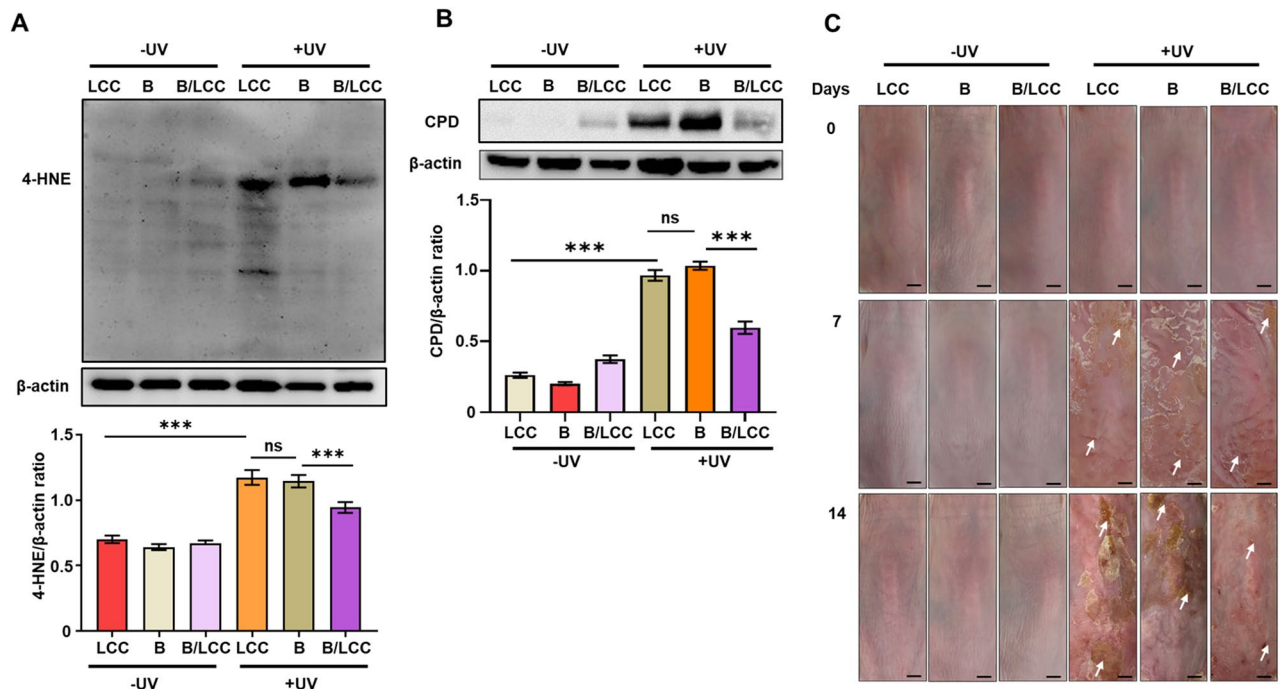 A
-UV +UV
LCC B B/LCC LCC B B/LCC
4-HNE
β-actin
4-HNE/β-actin ratio
1.5
1.0
0.5
0
***
ns
***
LCC B B/LCC LCC B B/LCC
-UV +UV
B
-UV +UV
LCC B B/LCC LCC B B/LCC
CPD
β-actin
CPD/β-actin ratio
1.5
1.0
0.5
0
***
ns
***
LCC B B/LCC LCC B B/LCC
-UV +UV
C
-UV +UV
Days LCC B B/LCC LCC B B/LCC
0
7
14